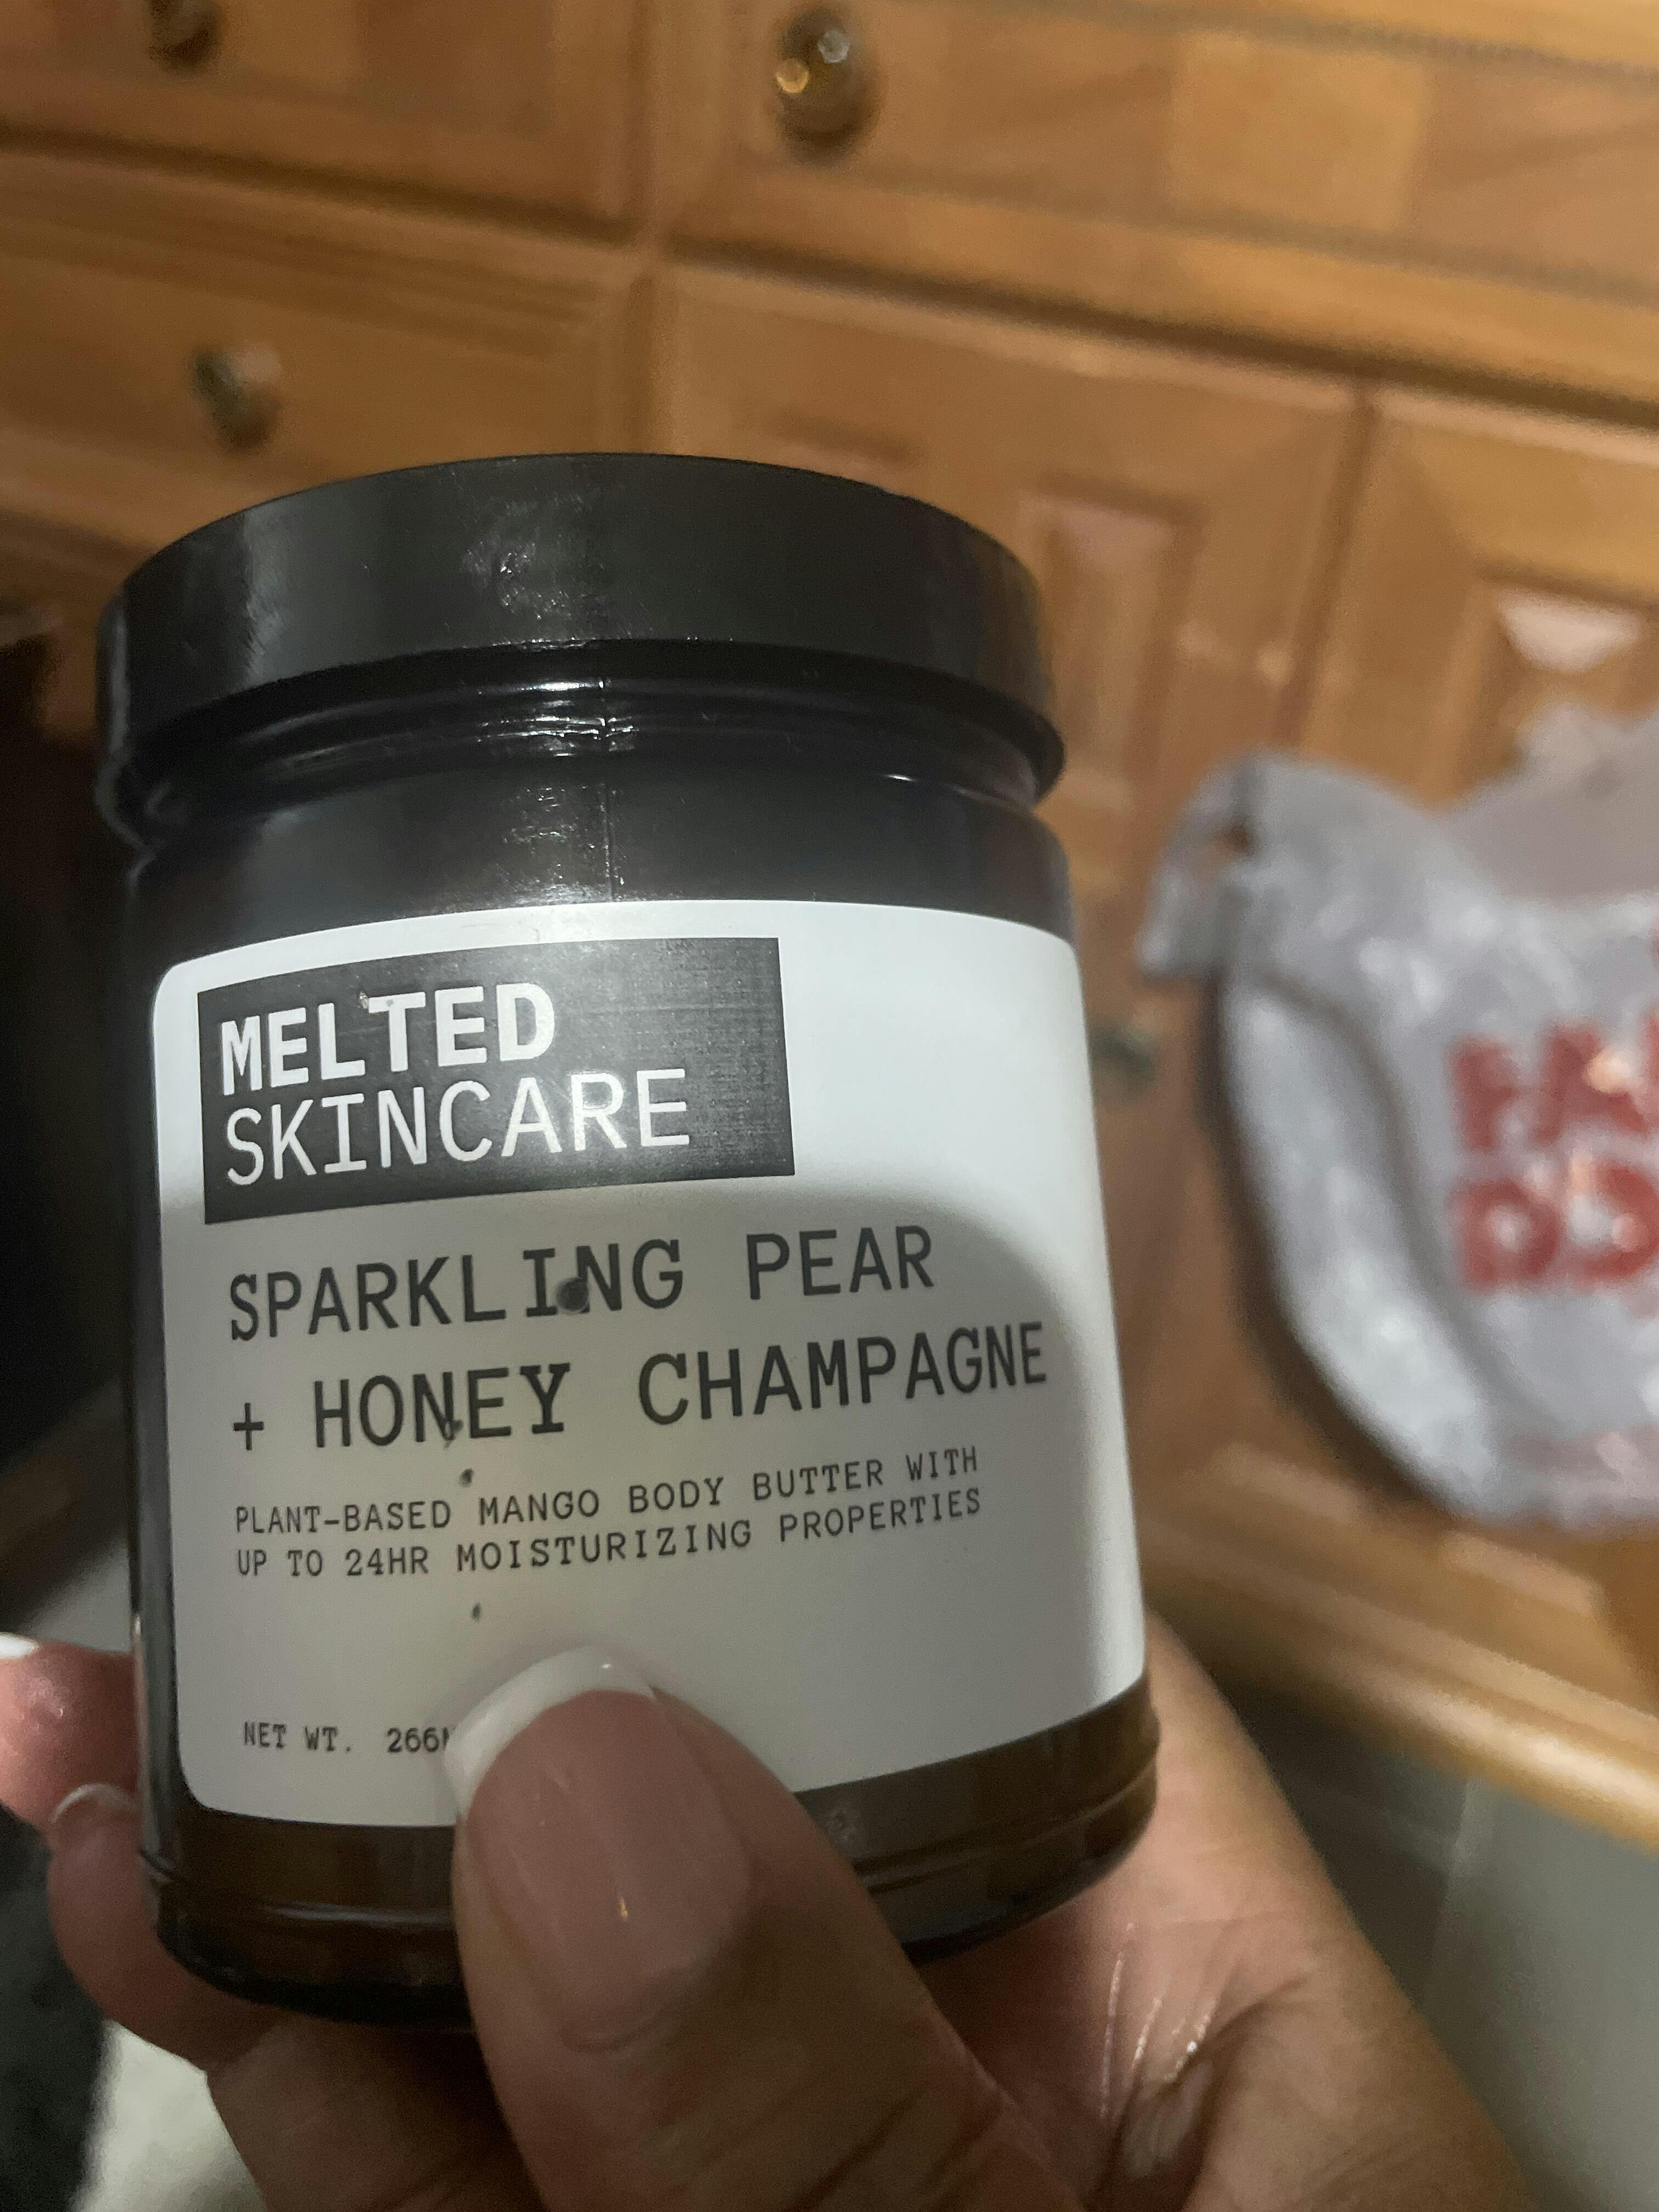 MELTED
SKINCARE
SPARKLING PEAR
+ HONEY CHAMPAGNE
PLANT-BASED MANGO BODY BUTTER WITH
UP TO 24HR MOISTURIZING PROPERTIES
NET WT.